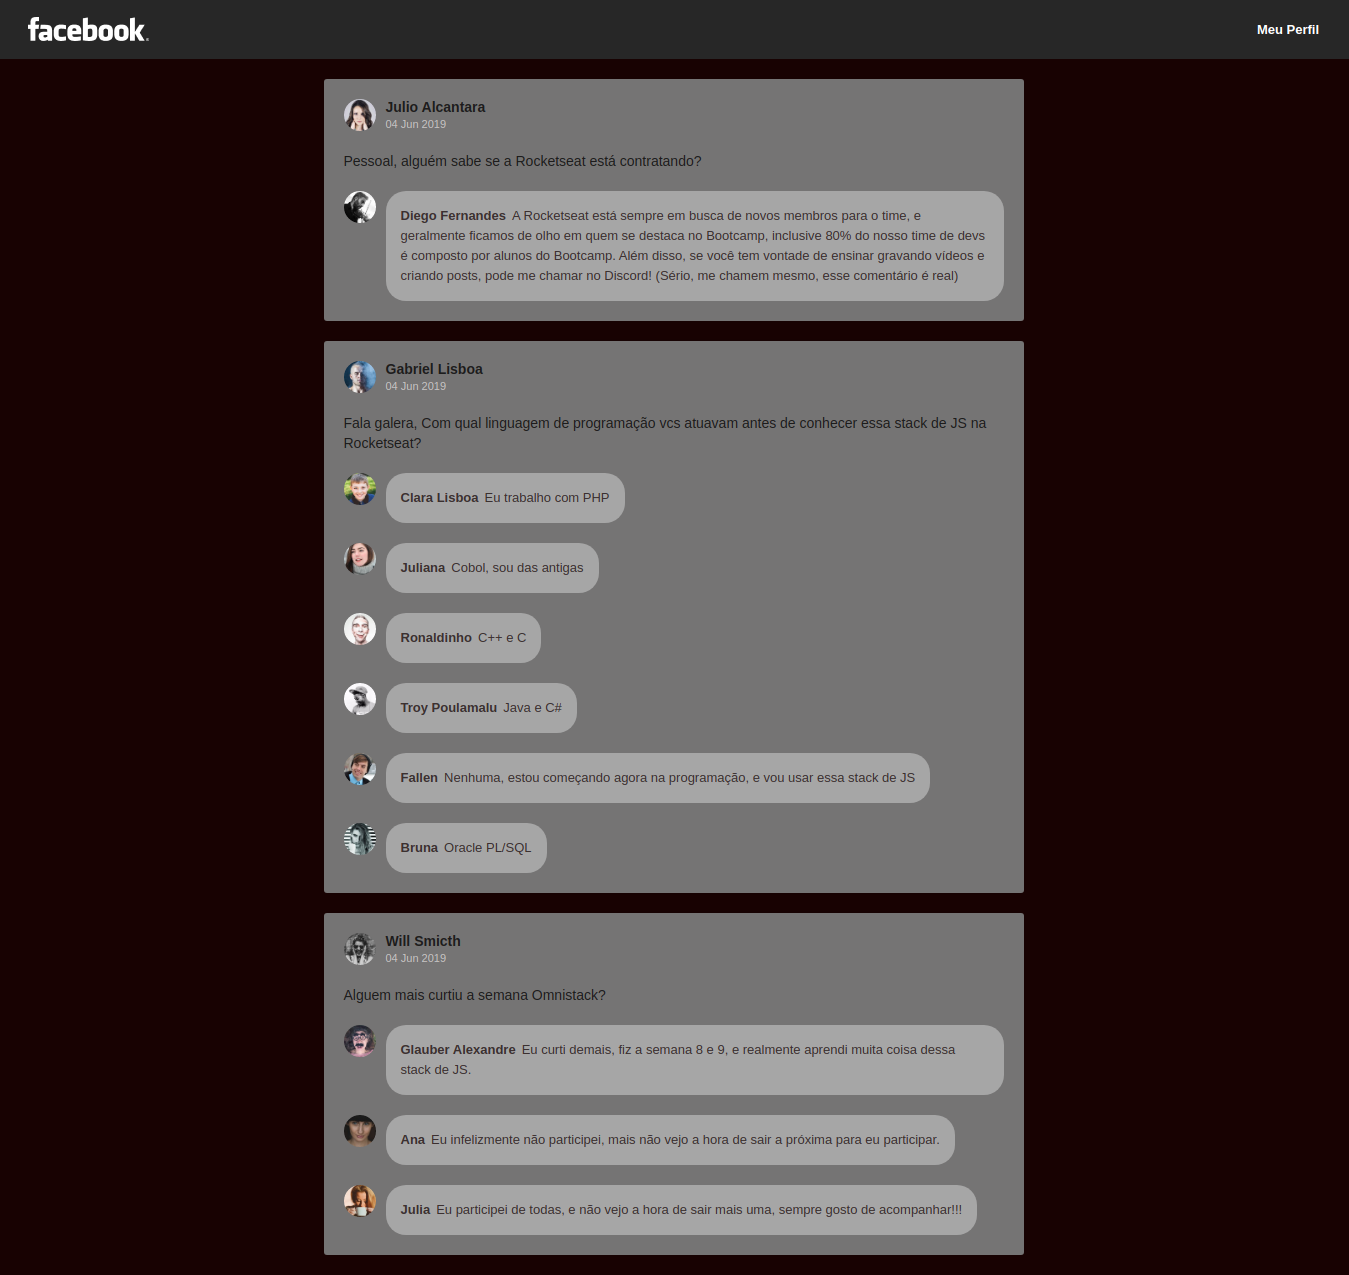 facebook.
Meu Perfil
Julio Alcantara
04 Jun 2019
Pessoal, alguém sabe se a Rocketseat está contratando?
Diego Fernandes A Rocketseat está sempre em busca de novos membros para o time, e
geralmente ficamos de olho em quem se destaca no Bootcamp, inclusive 80% do nosso time de devs
é composto por alunos do Bootcamp. Além disso, se você tem vontade de ensinar gravando vídeos e
criando posts, pode me chamar no Discord! (Sério, me chamem mesmo, esse comentário é real)
Gabriel Lisboa
04 Jun 2019
Fala galera, Com qual linguagem de programação vcs atuavam antes de conhecer essa stack de JS na
Rocketseat?
Clara Lisboa Eu trabalho com PHP
Juliana Cobol, sou das antigas
Ronaldinho C++ e C
Troy Poulamalu Java e C#
Fallen Nenhuma, estou começando agora na programação, e vou usar essa stack de JS
Bruna Oracle PL/SQL
Will Smicth
04 Jun 2019
Alguem mais curtiu a semana Omnistack?
Glauber Alexandre Eu curti demais, fiz a semana 8 e 9, e realmente aprendi muita coisa dessa
stack de JS.
Ana Eu infelizmente não participei, mais não vejo a hora de sair a próxima para eu participar.
Julia Eu participei de todas, e não vejo a hora de sair mais uma, sempre gosto de acompanhar!!!